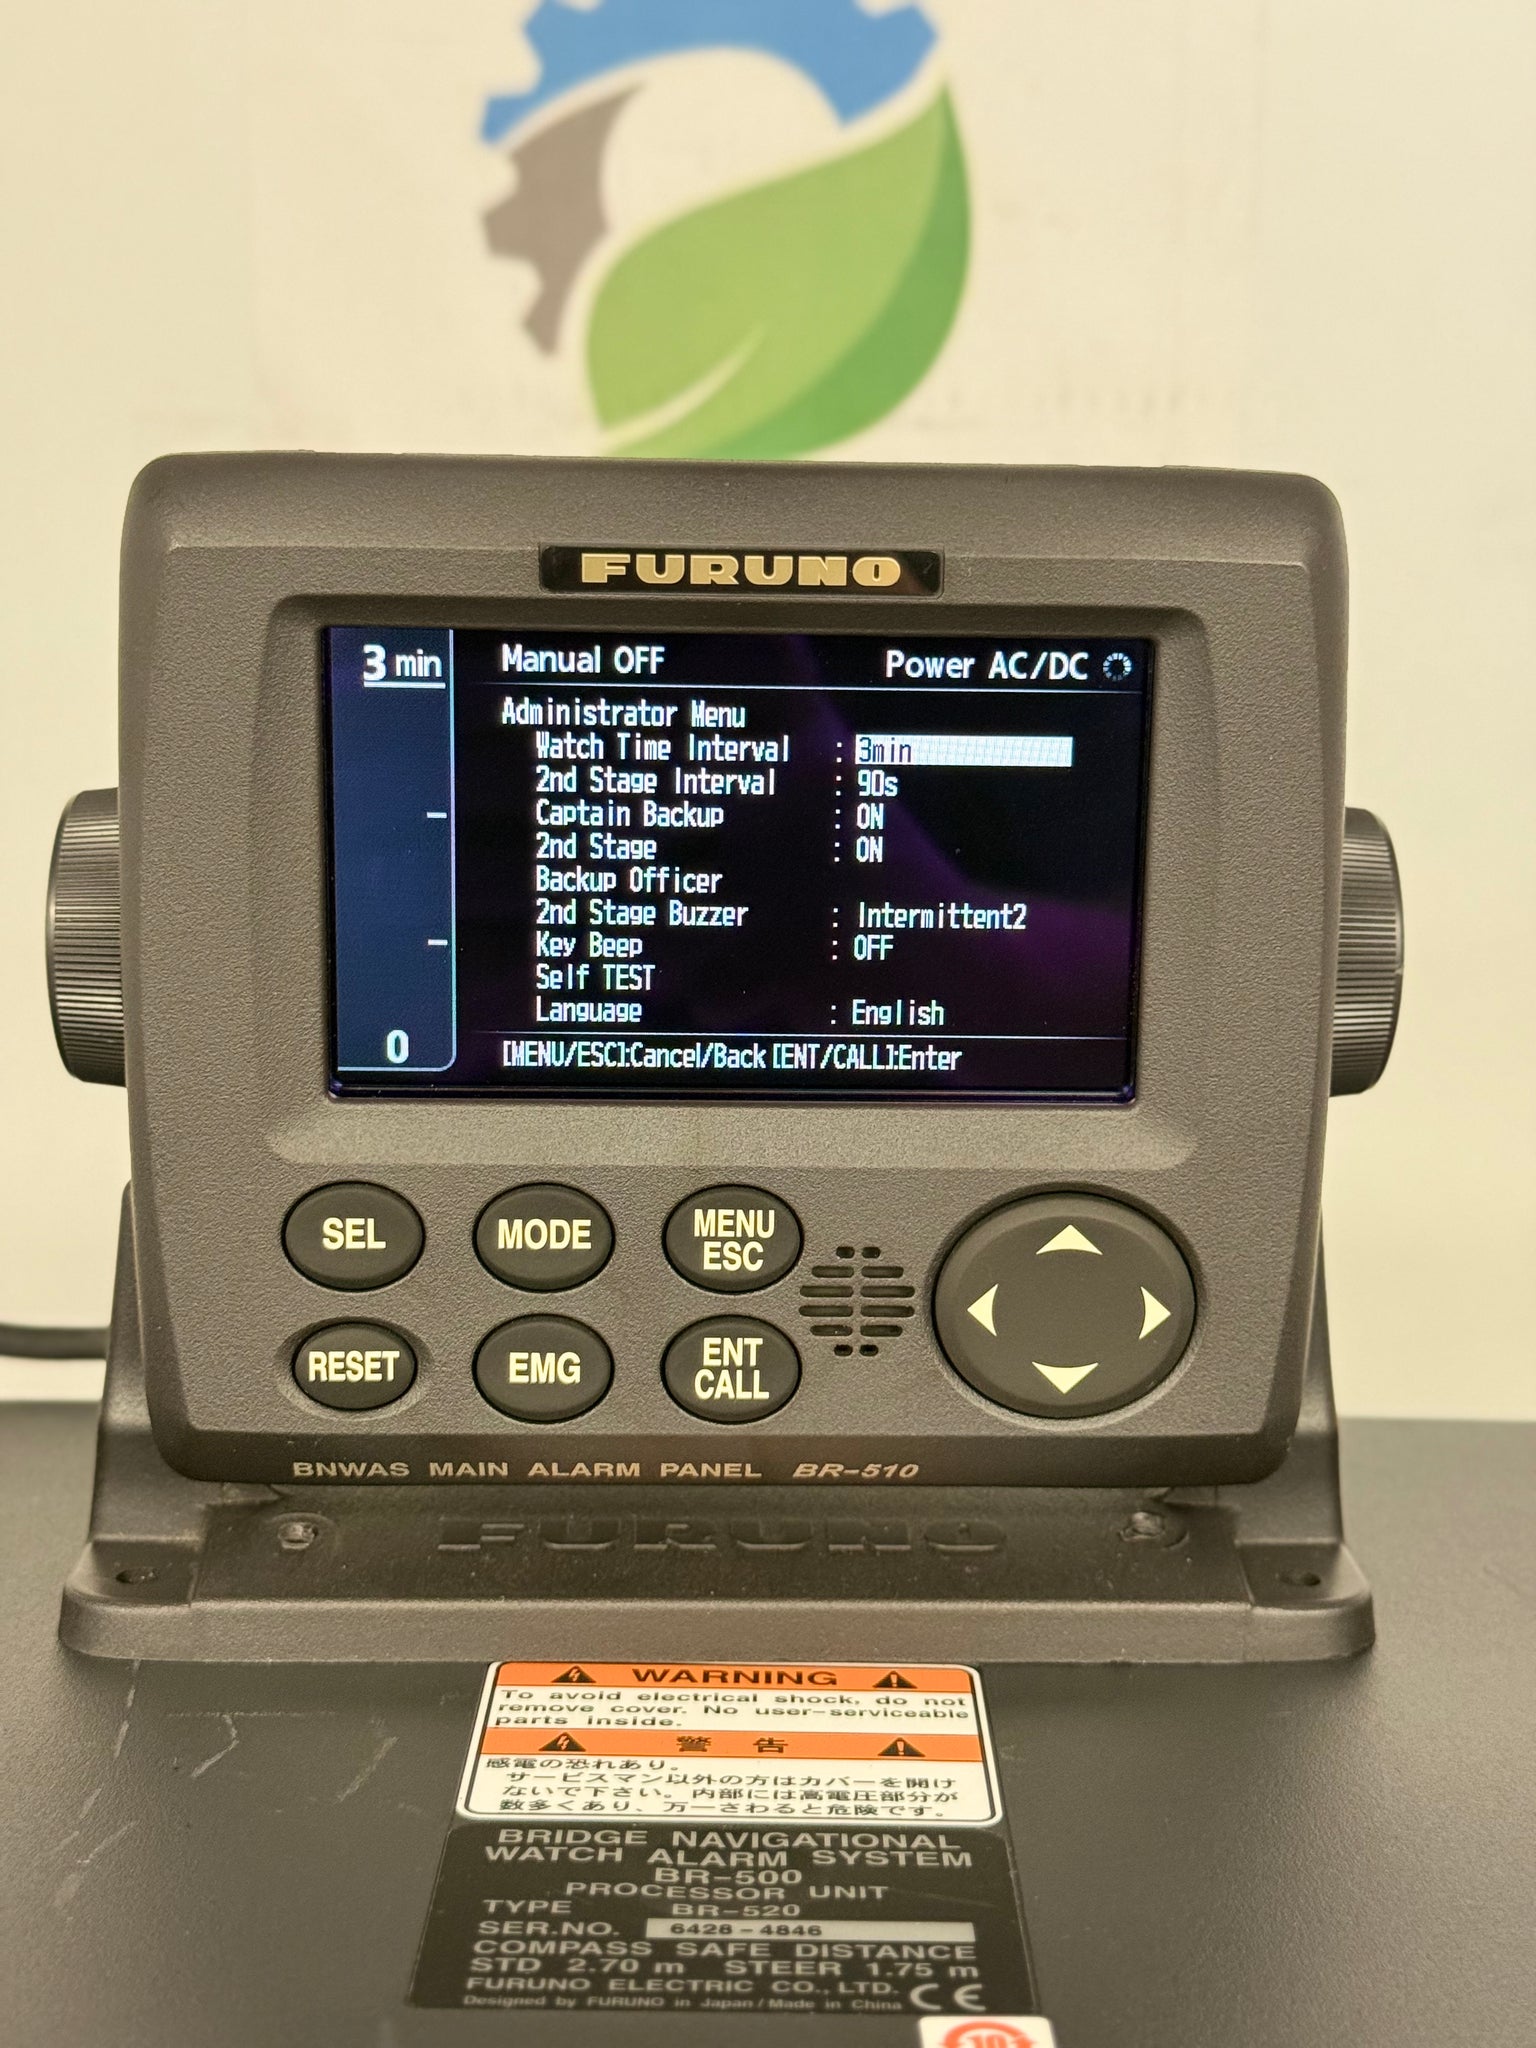 FURUNO
3 min
Manual OFF Power AC/DC
Administrator Menu
Watch Time Interval : 3min
2nd Stage Interval : 90s
Captain Backup : ON
2nd Stage : ON
Backup Officer
2nd Stage Buzzer : Intermittent2
Key Beep : OFF
Self TEST
Language : English
0
[MENU/ESC]:Cancel/Back [ENT/CALL]:Enter
SEL MODE MENU ESC
RESET EMG ENT CALL
BNWAS MAIN ALARM PANEL BR-510
FURUNO
WARNING
To avoid electrical shock, do not
remove cover. No user-serviceable
parts inside.
警告
感電の恐れあり。
サービスマン以外の方はカバーを開け
ないで下さい。内部には高電圧部分が
数多くあり、万一さわると危険です。
BRIDGE NAVIGATIONAL
WATCH ALARM SYSTEM
BR-500
PROCESSOR UNIT
TYPE BR-520
SER.NO. 6428-4846
COMPASS SAFE DISTANCE
STD 2.70 m STEER 1.75 m
FURUNO ELECTRIC CO., LTD.
Designed by FURUNO in Japan / Made in China CE
10